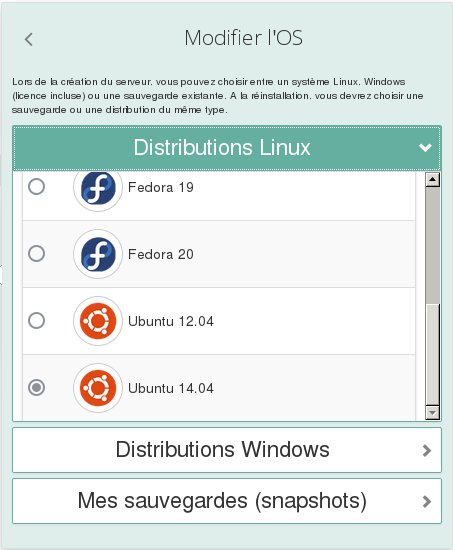 Modifier l'OS
Lors de la création du serveur, vous pouvez choisir entre un système Linux, Windows
(licence incluse) ou une sauvegarde existante. A la réinstallation, vous devrez choisir une
sauvegarde ou une distribution du même type.
Distributions Linux
Fedora 19
Fedora 20
Ubuntu 12.04
Ubuntu 14.04
Distributions Windows
Mes sauvegardes (snapshots)